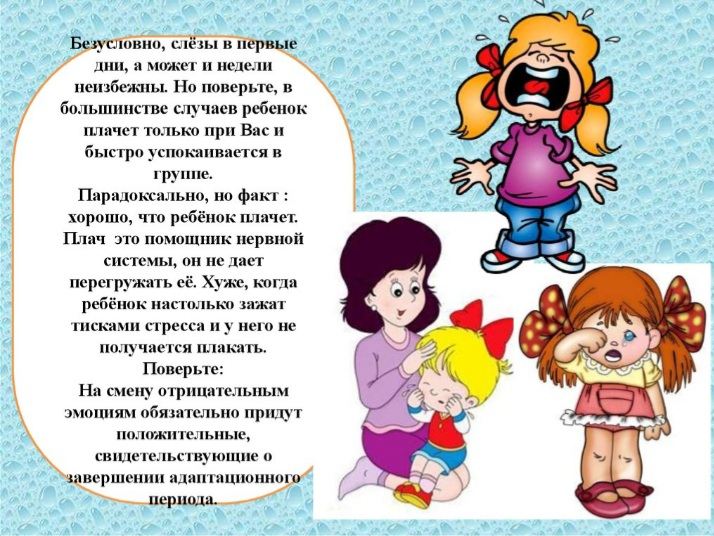 Безусловно, слёзы в первые
дни, а может и недели
неизбежны. Но поверьте, в
большинстве случаев ребенок
плачет только при Вас и
быстро успокаивается в
группе.
Парадоксально, но факт :
хорошо, что ребёнок плачет.
Плач это помощник нервной
системы, он не дает
перегружать её. Хуже, когда
ребёнок настолько зажат
тисками стресса и у него не
получается плакать.
Поверьте:
На смену отрицательным
эмоциям обязательно придут
положительные,
свидетельствующие о
завершении адаптационного
периода.